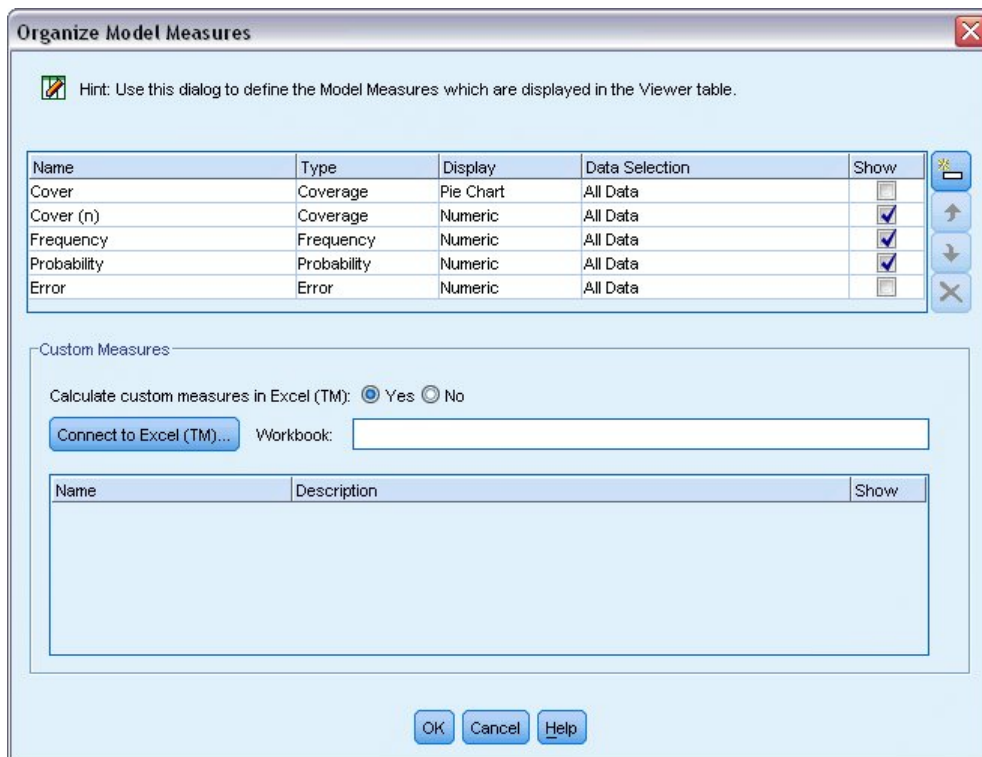 Organize Model Measures
Hint: Use this dialog to define the Model Measures which are displayed in the Viewer table.
Name Type Display Data Selection Show
Cover Coverage Pie Chart All Data
Cover (n) Coverage Numeric All Data
Frequency Frequency Numeric All Data
Probability Probability Numeric All Data
Error Error Numeric All Data
Custom Measures
Calculate custom measures in Excel (TM): Yes No
Connect to Excel (TM)... Workbook:
Name Description Show
OK Cancel Help